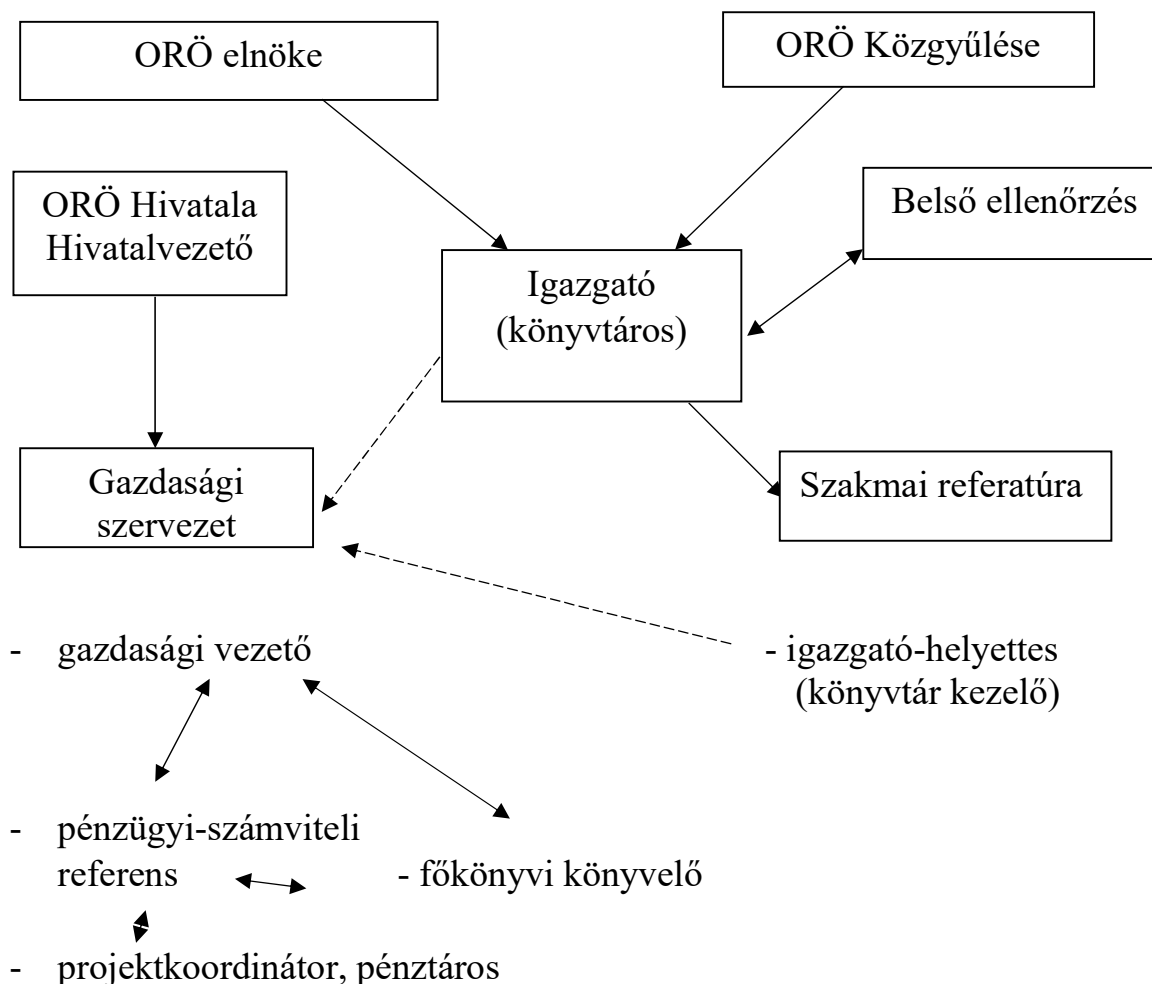 ORÖ elnöke
ORÖ Közgyűlése
ORÖ Hivatala
Hivatalvezető
Belső ellenőrzés
Igazgató
(könyvtáros)
Gazdasági
szervezet
Szakmai referatúra
- gazdasági vezető
- igazgató-helyettes
(könyvtár kezelő)
- pénzügyi-számviteli
referens
- főkönyvi könyvelő
- projektkoordinátor, pénztáros